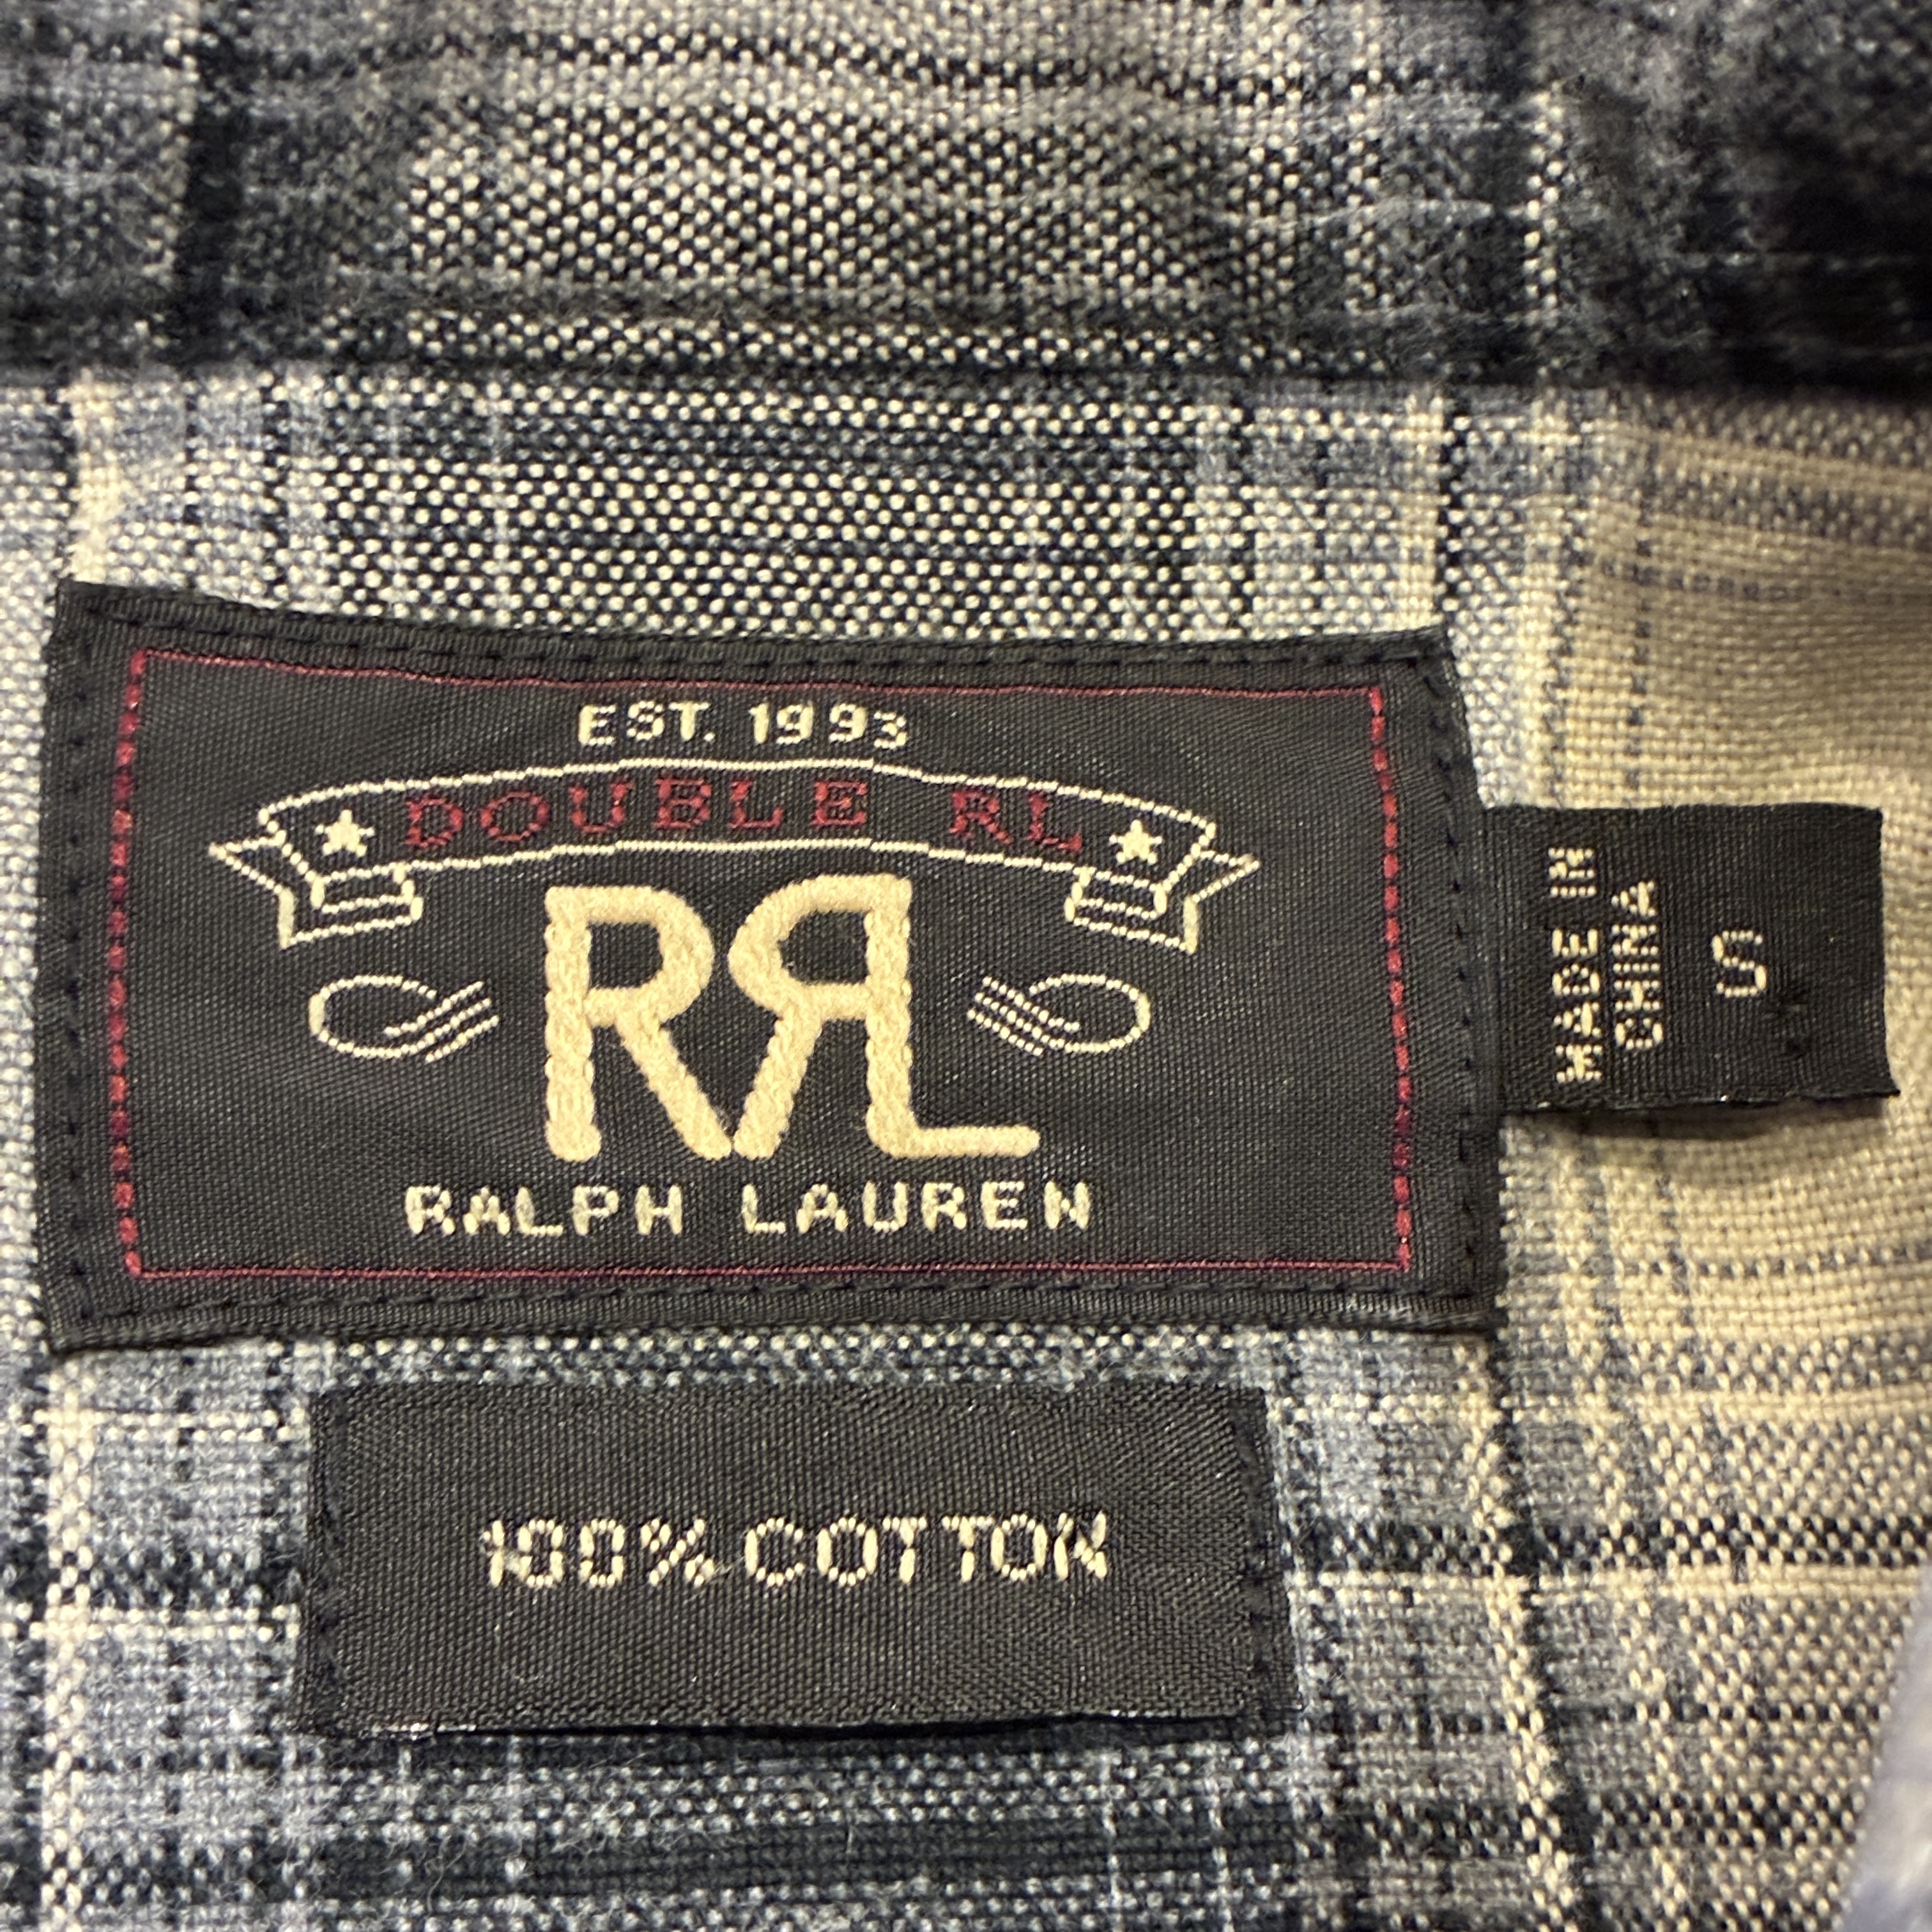 EST. 1993
DOUBLE RL
RRL
RALPH LAUREN
MADE IN
CHINA
S
100% COTTON